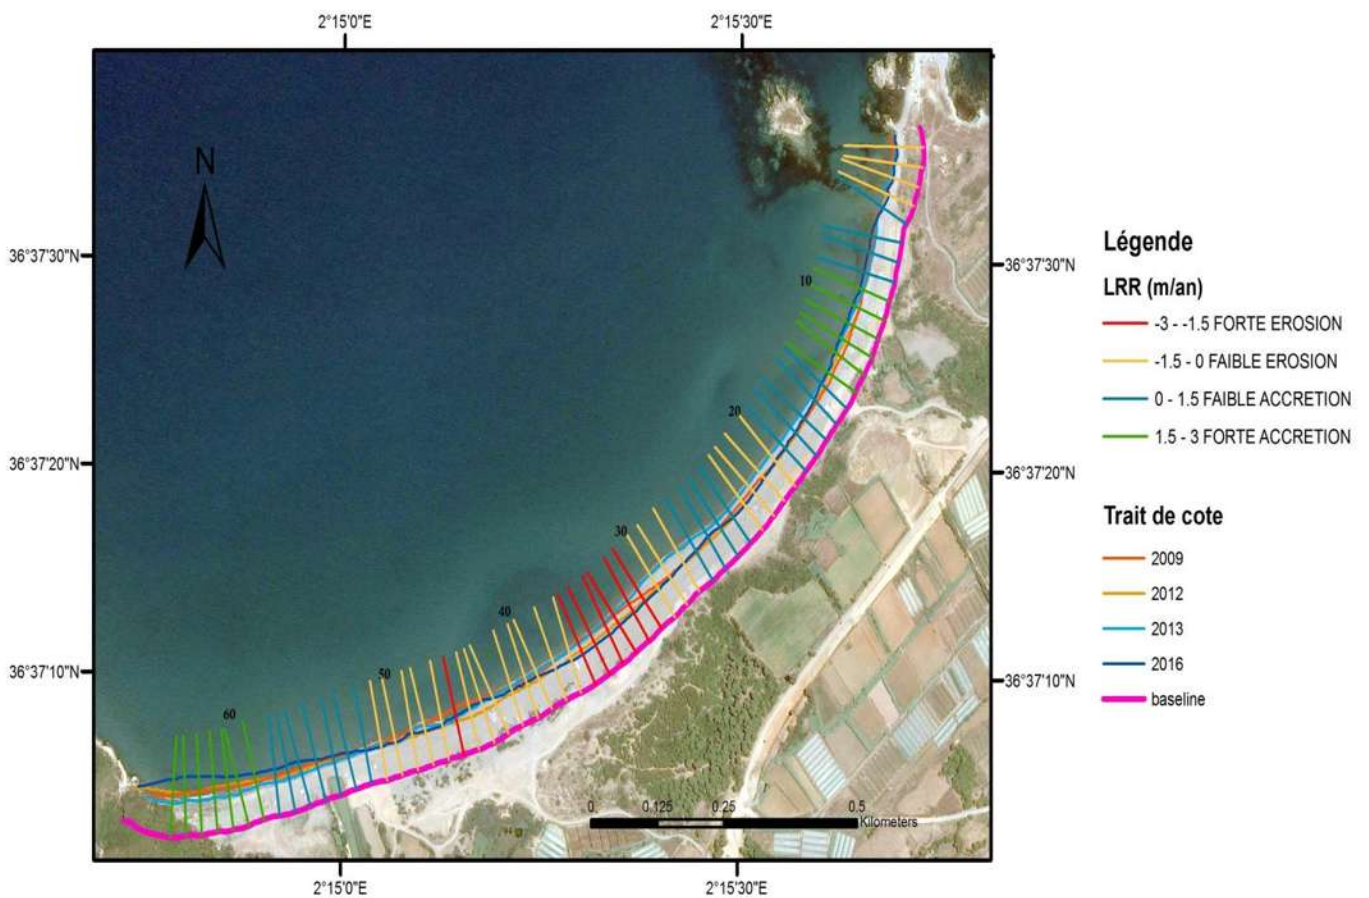 2°15'0"E
2°15'30"E
N
36°37'30"N
36°37'30"N
10
20
36°37'20"N
36°37'20"N
30
40
36°37'10"N
36°37'10"N
50
60
0
0.125
0.25
0.5
Kilometers
2°15'0"E
2°15'30"E
Légende
LRR (m/an)
-3 - -1.5 FORTE EROSION
-1.5 - 0 FAIBLE EROSION
0 - 1.5 FAIBLE ACCRETION
1.5 - 3 FORTE ACCRETION
Trait de cote
2009
2012
2013
2016
baseline